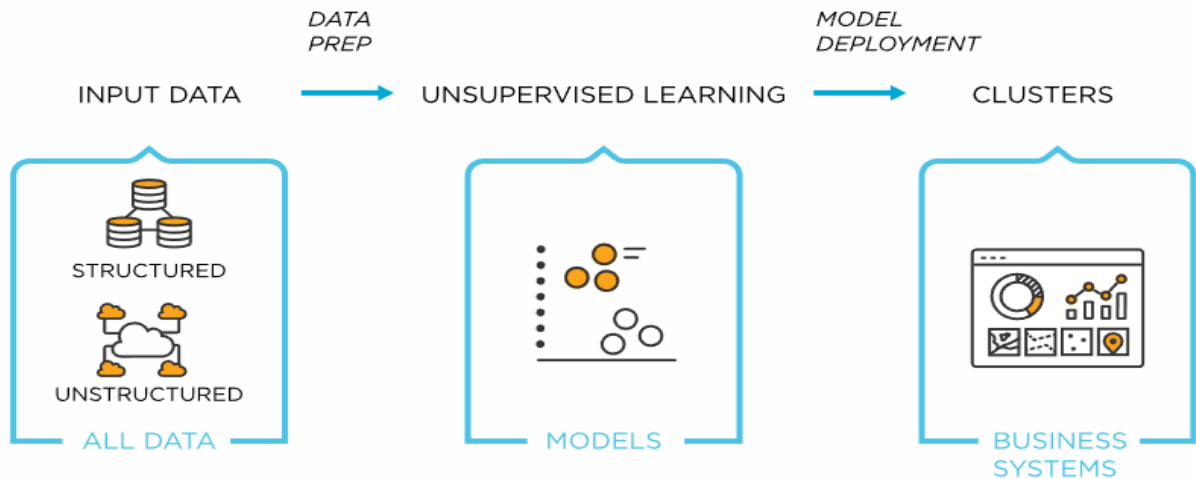 DATA
PREP
MODEL
DEPLOYMENT
INPUT DATA
UNSUPERVISED LEARNING
CLUSTERS
STRUCTURED
UNSTRUCTURED
ALL DATA
MODELS
BUSINESS
SYSTEMS